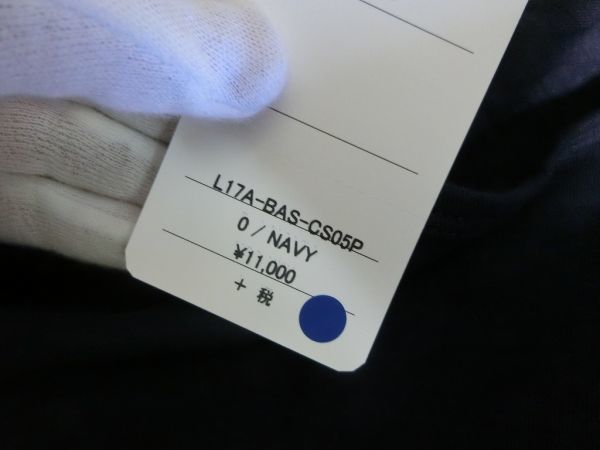 L17A-BAS-CS05P
0 / NAVY
¥11,000
+ 税